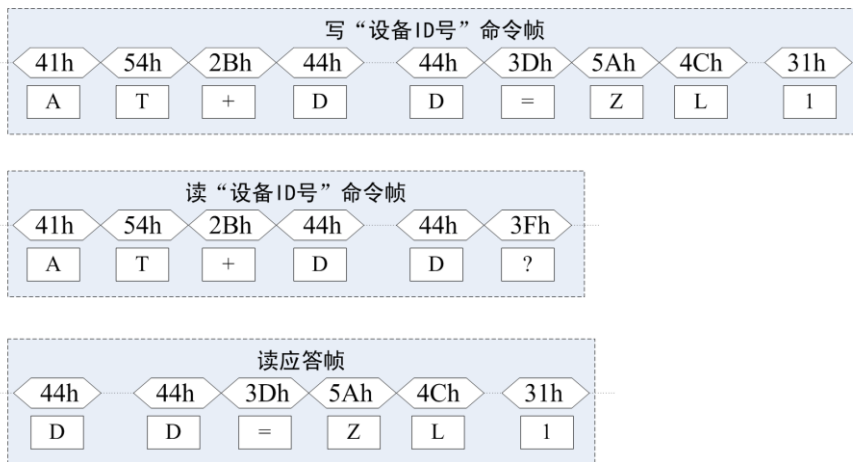 写“设备ID号”命令帧
41h 54h 2Bh 44h 44h 3Dh 5Ah 4Ch 31h
A T + D D = Z L 1
读“设备ID号”命令帧
41h 54h 2Bh 44h 44h 3Fh
A T + D D ?
读应答帧
44h 44h 3Dh 5Ah 4Ch 31h
D D = Z L 1